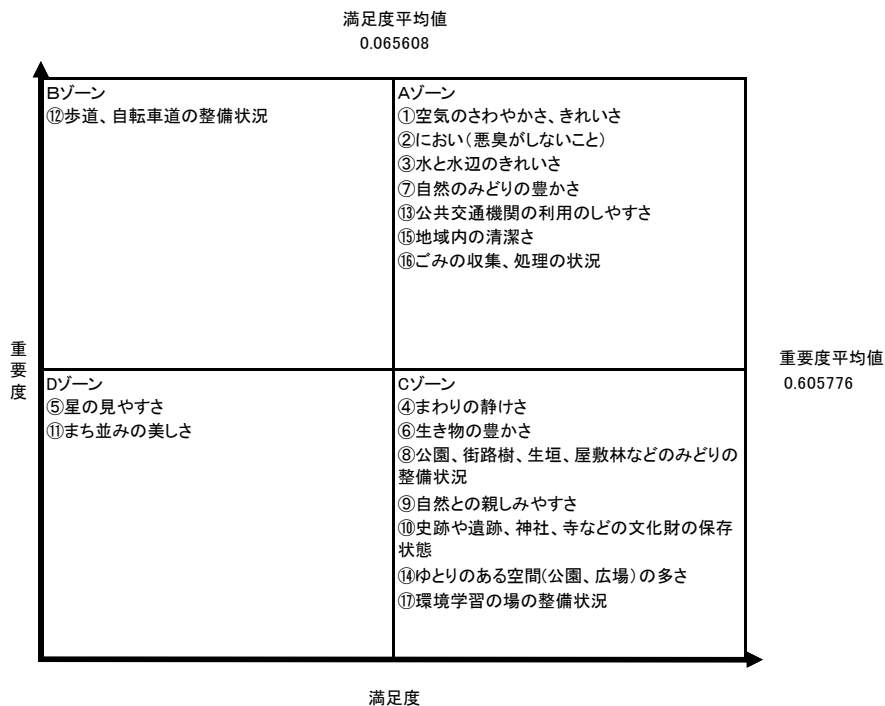 満足度平均値
0.065608
Bゾーン
⑫歩道、自転車道の整備状況
Aゾーン
①空気のさわやかさ、きれいさ
②におい(悪臭がしないこと)
③水と水辺のきれいさ
⑦自然のみどりの豊かさ
⑬公共交通機関の利用のしやすさ
⑮地域内の清潔さ
⑯ごみの収集、処理の状況
重要度
重要度平均値
0.605776
Dゾーン
⑤星の見やすさ
⑪まち並みの美しさ
Cゾーン
④まわりの静けさ
⑥生き物の豊かさ
⑧公園、街路樹、生垣、屋敷林などのみどりの
整備状況
⑨自然との親しみやすさ
⑩史跡や遺跡、神社、寺などの文化財の保存
状態
⑭ゆとりのある空間(公園、広場)の多さ
⑰環境学習の場の整備状況
満足度